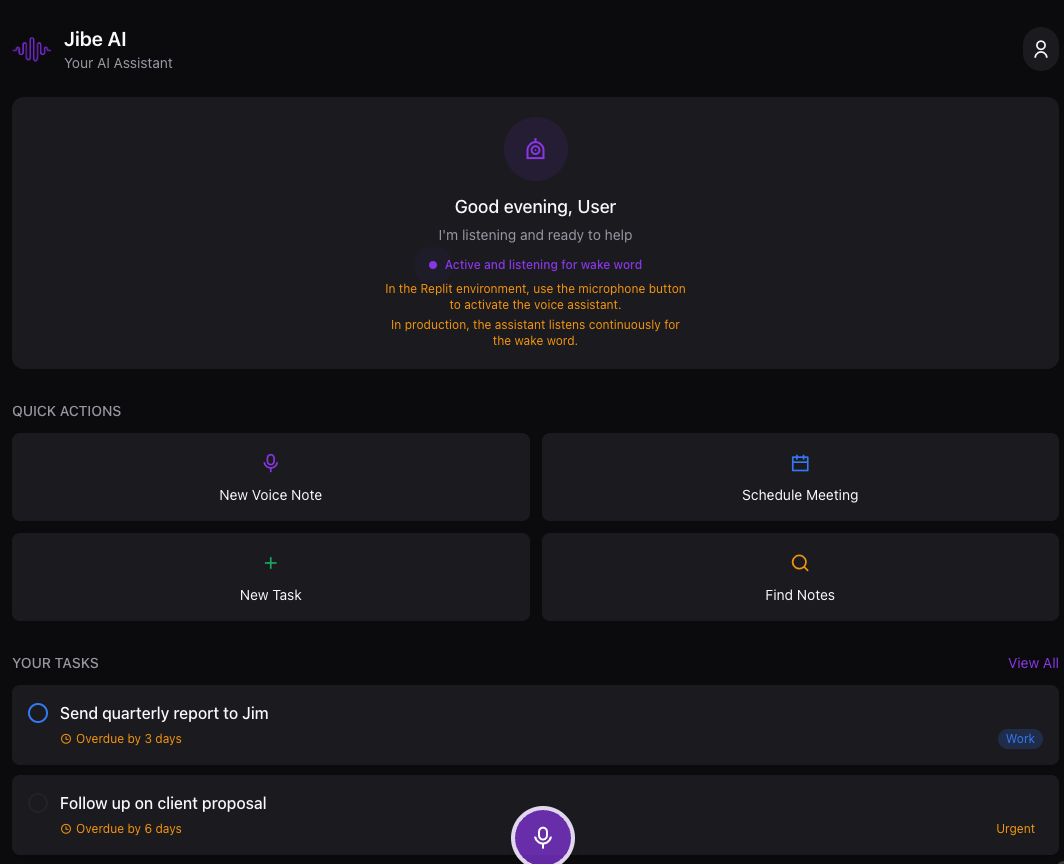 Jibe AI
Your AI Assistant
Good evening, User
I'm listening and ready to help
Active and listening for wake word
In the Replit environment, use the microphone button
to activate the voice assistant.
In production, the assistant listens continuously for
the wake word.
QUICK ACTIONS
New Voice Note
Schedule Meeting
New Task
Find Notes
YOUR TASKS
View All
Send quarterly report to Jim
Overdue by 3 days
Work
Follow up on client proposal
Overdue by 6 days
Urgent